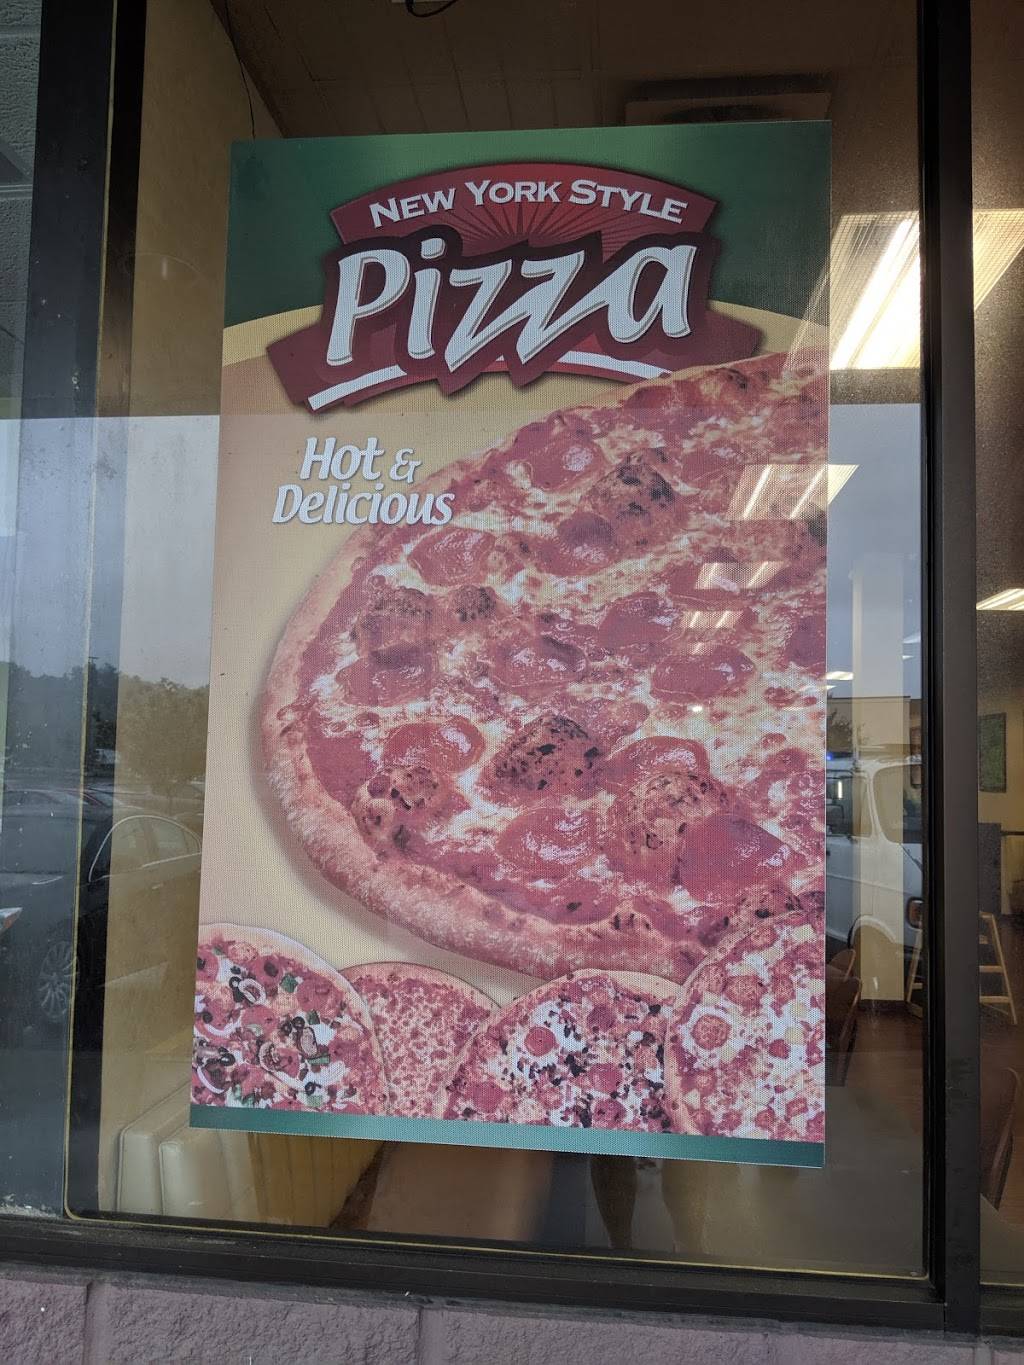 New York Style
Pizza
Hot &
Delicious